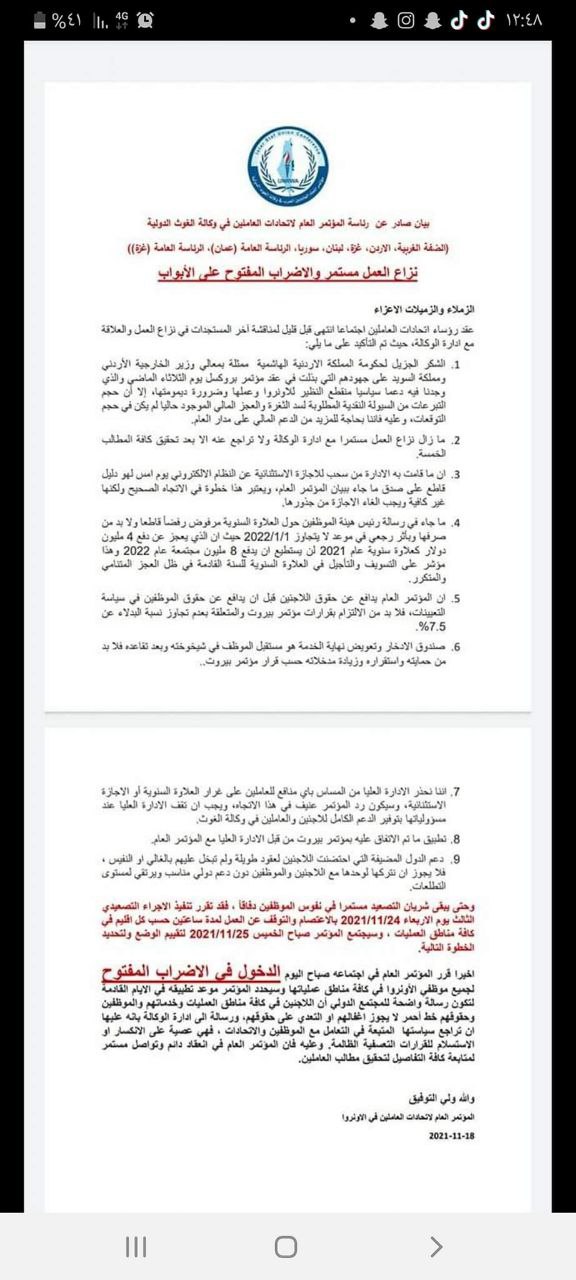 %٤١
4G
١٢:٤٨
Inter Staff Union Conference
UNRWA
بيان صادر عن رئاسة المؤتمر العام لاتحادات العاملين في وكالة الغوث الدولية
(الضفة الغربية، الاردن، غزة، لبنان، سوريا، الرئاسة العامة (عمان)، الرئاسة العامة (غزة))
نزاع العمل مستمر والاضراب المفتوح على الأبواب
الزملاء والزميلات الاعزاء
عقد رؤساء اتحادات العاملين اجتماعا انتهى قبل قليل لمناقشة آخر المستجدات في نزاع العمل والعلاقة
مع ادارة الوكالة، حيث تم التأكيد على ما يلي:
1. الشكر الجزيل لحكومة المملكة الاردنية الهاشمية ممثلة بمعالي وزير الخارجية الأردني
ومملكة السويد على جهودهم التي بذلت في عقد مؤتمر بروكسل يوم الثلاثاء الماضي والذي
وجدنا فيه دعما سياسيا منقطع النظير للاونروا وعملها وضرورة ديمومتها، إلا أن حجم
التبرعات من السيولة النقدية المطلوبة لسد الثغرة والعجز المالي الموجود حاليا لم يكن في حجم
التوقعات، وعليه فاننا بحاجة للمزيد من الدعم المالي على مدار العام.
2. ما زال نزاع العمل مستمرا مع ادارة الوكالة ولا تراجع عنه الا بعد تحقيق كافة المطالب
الخمسة.
3. ان ما قامت به الادارة من سحب للاجازة الاستثنائية عن النظام الالكتروني يوم امس لهو دليل
قاطع على صدق ما جاء ببيان المؤتمر العام، ويعتبر هذا خطوة في الاتجاه الصحيح ولكنها
غير كافية ويجب الغاء الاجازة من جذورها.
4. ما جاء في رسالة رئيس هيئة الموظفين حول العلاوة السنوية مرفوض رفضاً قاطعا ولا بد من
صرفها وبأثر رجعي في موعد لا يتجاوز 2022/1/1 حيث ان الذي يعجز عن دفع 4 مليون
دولار كعلاوة سنوية عام 2021 لن يستطيع ان يدفع 8 مليون مجتمعة عام 2022 وهذا
مؤشر على التسويف والتأجيل في العلاوة السنوية للسنة القادمة في ظل العجز المتنامي
والمتكرر.
5. ان المؤتمر العام يدافع عن حقوق اللاجئين قبل ان يدافع عن حقوق الموظفين في سياسة
التعيينات، فلا بد من الالتزام بقرارات مؤتمر بيروت والمتعلقة بعدم تجاوز نسبة البدلاء عن
7.5%.
6. صندوق الادخار وتعويض نهاية الخدمة هو مستقبل الموظف في شيخوخته وبعد تقاعده فلا بد
من حمايته واستقراره وزيادة مدخلاته حسب قرار مؤتمر بيروت..
7. اننا نحذر الادارة العليا من المساس باي منافع للعاملين على غرار العلاوة السنوية أو الاجازة
الاستثنائية، وسيكون رد المؤتمر عنيف في هذا الاتجاه، ويجب ان تقف الادارة العليا عند
مسؤولياتها بتوفير الدعم الكامل للاجئين والعاملين في وكالة الغوث.
8. تطبيق ما تم الاتفاق عليه بمؤتمر بيروت من قبل الادارة العليا مع المؤتمر العام.
9. دعم الدول المضيفة التي احتضنت اللاجئين لعقود طويلة ولم تبخل عليهم بالغالي او النفيس ،
فلا يجوز ان نتركها لوحدها مع اللاجئين والموظفين دون دعم دولي مناسب ويرتقي لمستوى
التطلعات.
وحتى يبقى شريان التصعيد مستمرا في نفوس الموظفين دفاقاً ، فقد تقرر تنفيذ الاجراء التصعيدي
الثالث يوم الاربعاء 2021/11/24 بالاعتصام والتوقف عن العمل لمدة ساعتين حسب كل اقليم في
كافة مناطق العمليات ، وسيجتمع المؤتمر صباح الخميس 2021/11/25 لتقييم الوضع ولتحديد
الخطوة التالية.
اخيرا قرر المؤتمر العام في اجتماعه صباح اليوم الدخول في الاضراب المفتوح
لجميع موظفي الأونروا في كافة مناطق عملياتها وسيحدد المؤتمر موعد تطبيقه في الايام القادمة
لتكون رسالة واضحة للمجتمع الدولي أن اللاجئين في كافة مناطق العمليات وخدماتهم والموظفين
وحقوقهم خط أحمر لا يجوز اغفالهم او التعدي على حقوقهم، ورسالة الى ادارة الوكالة بانه عليها
ان تراجع سياستها المتبعة في التعامل مع الموظفين والاتحادات ، فهي عصية على الانكسار او
الاستسلام للقرارات التعسفية الظالمة. وعليه فان المؤتمر العام في انعقاد دائم وتواصل مستمر
لمتابعة كافة التفاصيل لتحقيق مطالب العاملين.
والله ولي التوفيق
المؤتمر العام لاتحادات العاملين في الاونروا
2021-11-18